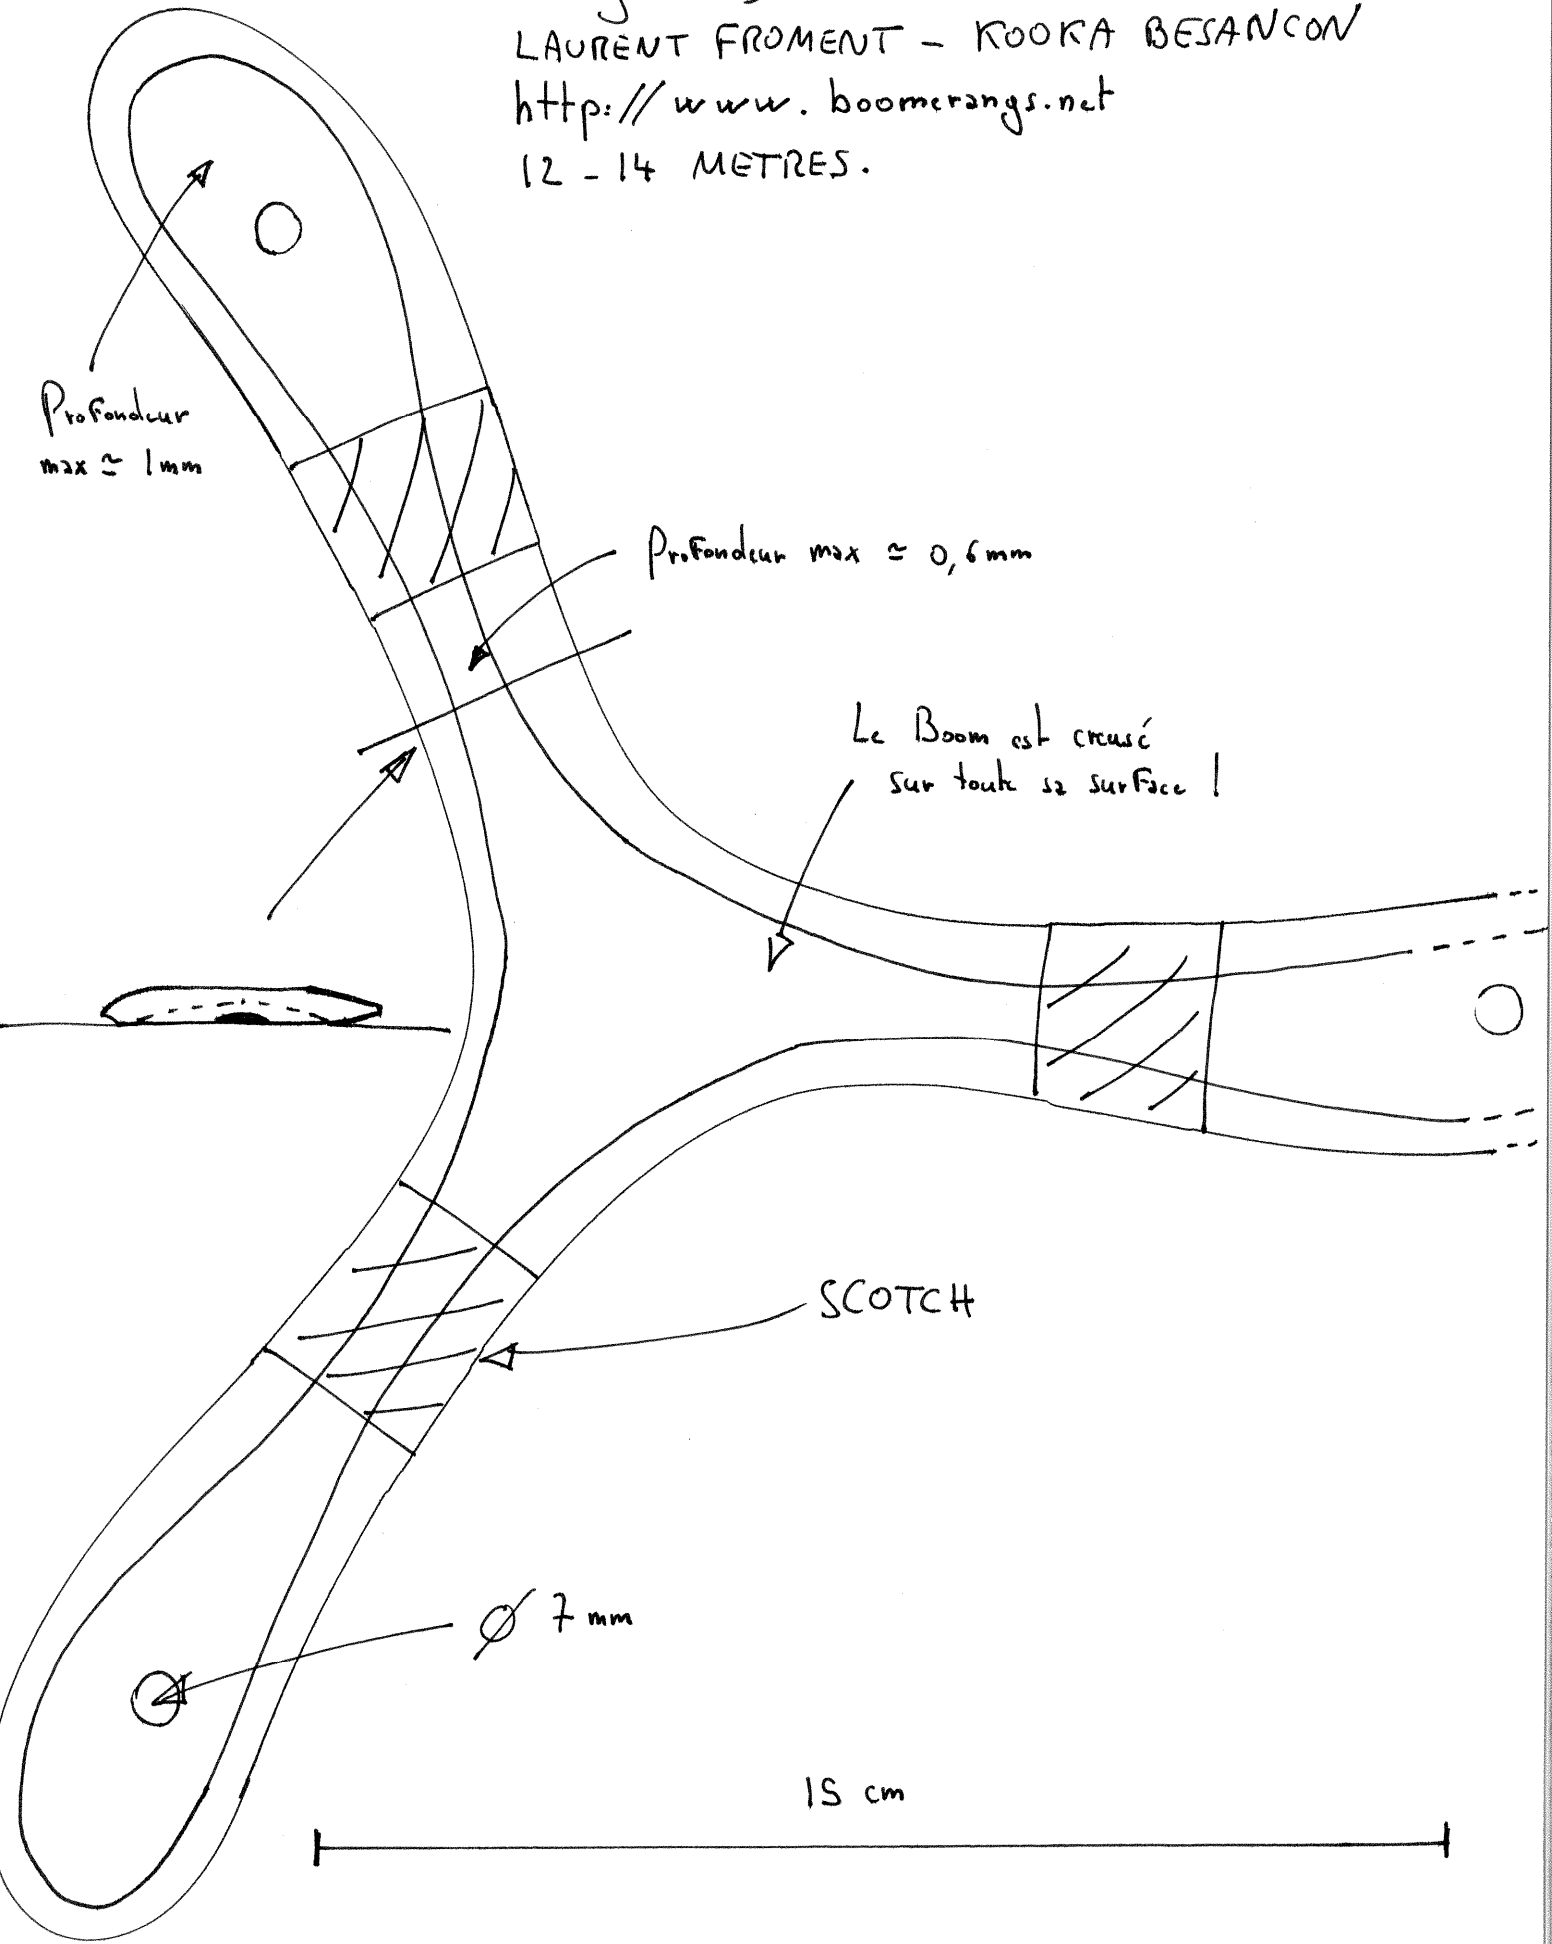 LAURENT FROMENT - KOOKA BESANCON
http://www.boomerangs.net
12 - 14 METRES.
Profondeur
max ≃ 1mm
Profondeur max ≃ 0,6mm
Le Boom est creusé
sur toute sa surface !
SCOTCH
Ø 7 mm
15 cm